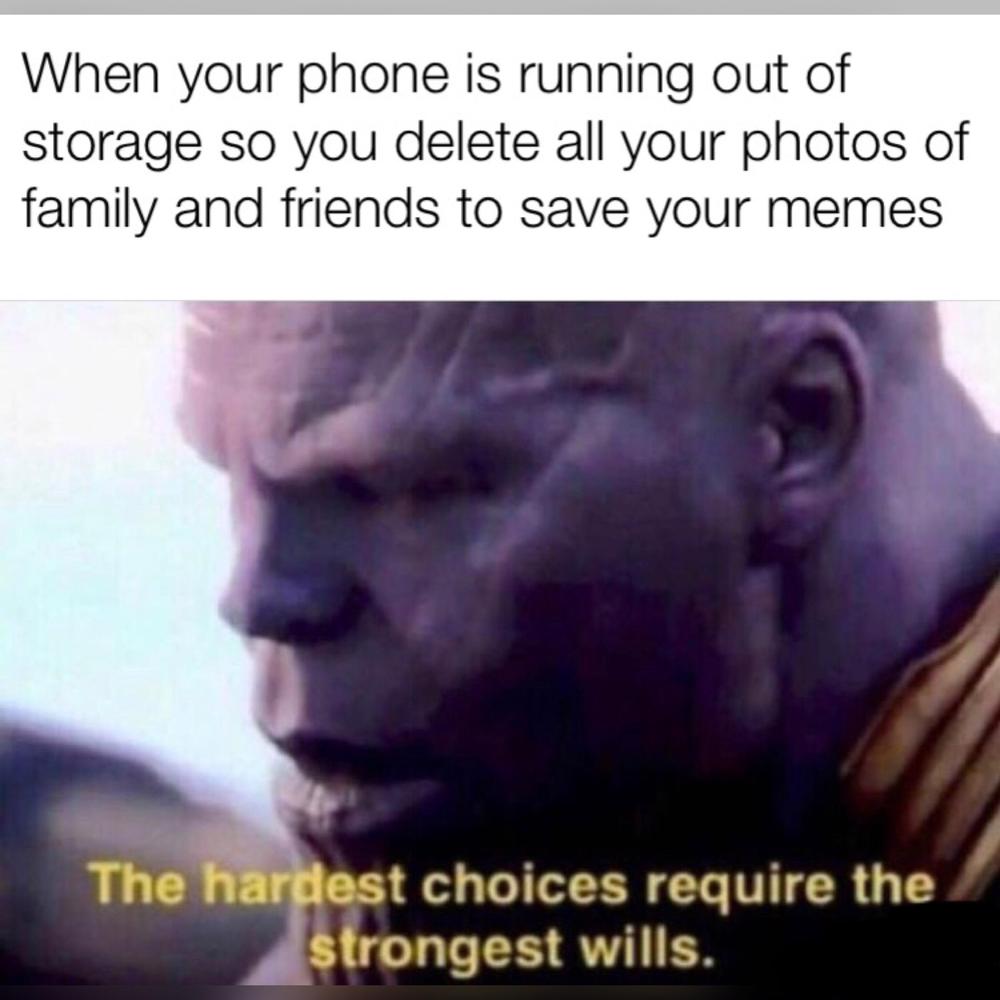 When your phone is running out of
storage so you delete all your photos of
family and friends to save your memes
The hardest choices require the
strongest wills.